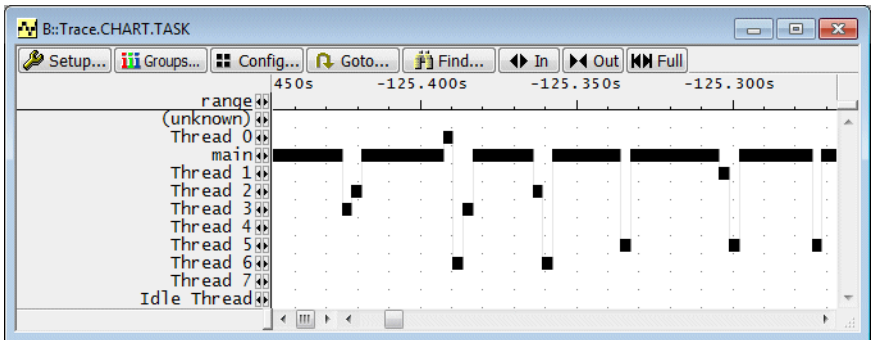 B::Trace.CHART.TASK
Setup... Groups... Config... Goto... Find... In Out Full
450s -125.400s -125.350s -125.300s
range
(unknown)
Thread 0
main
Thread 1
Thread 2
Thread 3
Thread 4
Thread 5
Thread 6
Thread 7
Idle Thread